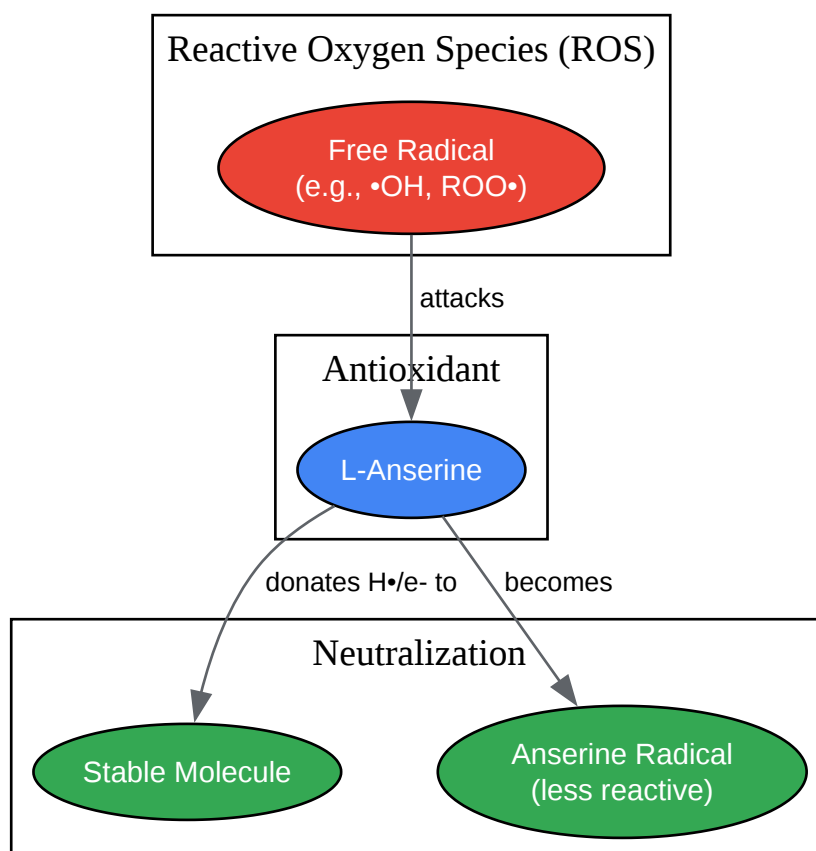 Reactive Oxygen Species (ROS)
Free Radical
(e.g., •OH, ROO•)
attacks
Antioxidant
L-Anserine
donates H•/e- to
becomes
Neutralization
Stable Molecule
Anserine Radical
(less reactive)